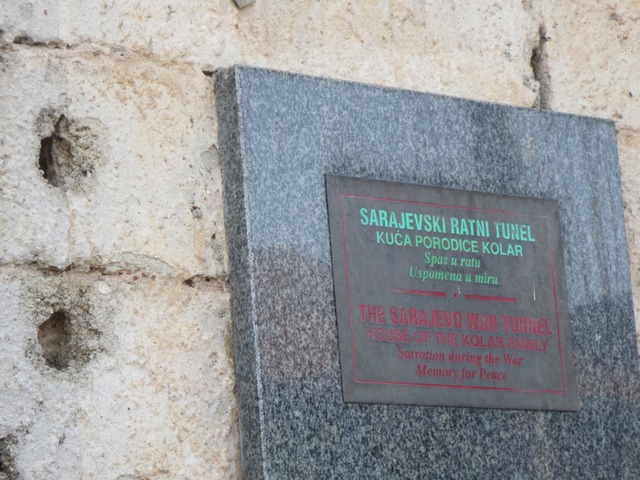 SARAJEVSKI RATNI TUNEL
KUĆA PORODICE KOLAR
Spas u ratu
Uspomena u miru
THE SARAJEVO WAR TUNNEL
HOUSE OF THE KOLAR FAMILY
Salvation during the War
Memory for Peace